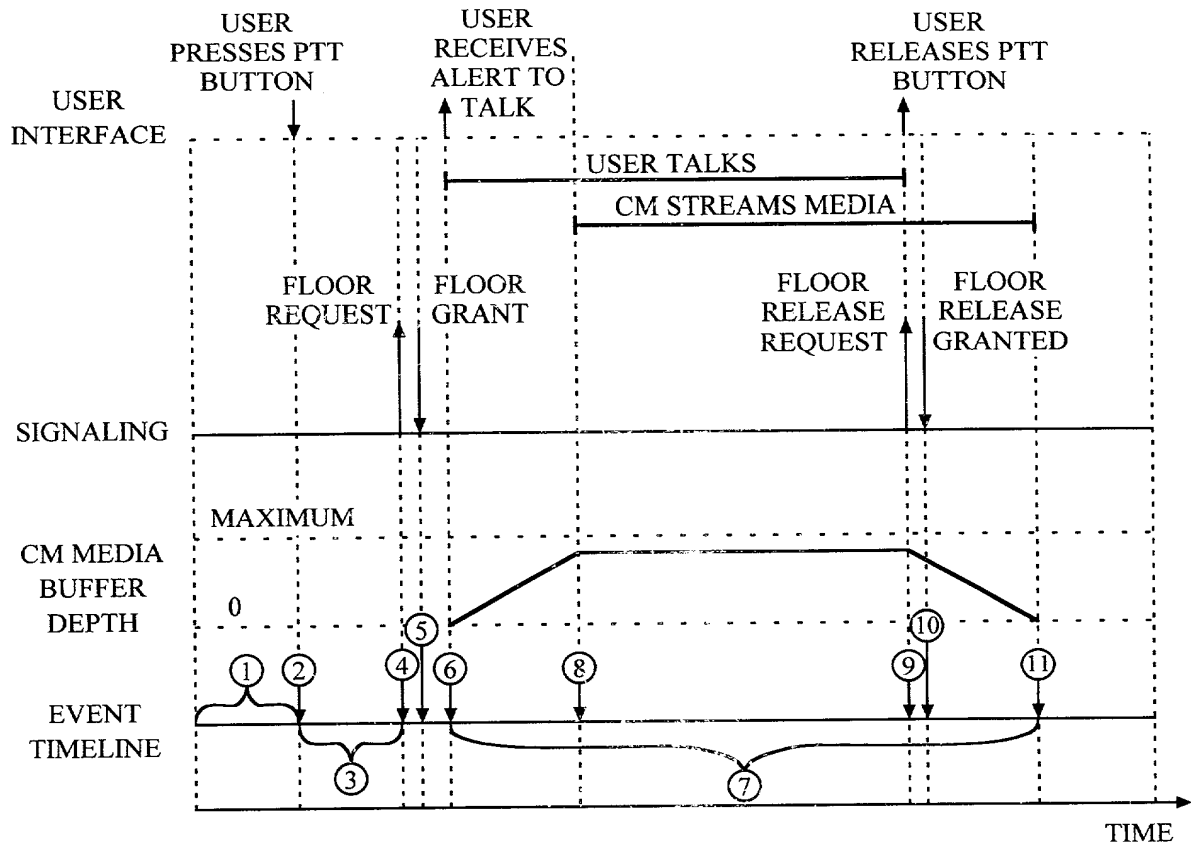 USER
PRESSES PTT
BUTTON
USER
RECEIVES
ALERT TO
TALK
USER
RELEASES PTT
BUTTON
USER
INTERFACE
USER TALKS
CM STREAMS MEDIA
FLOOR
REQUEST
FLOOR
GRANT
FLOOR
RELEASE
REQUEST
FLOOR
RELEASE
GRANTED
SIGNALING
MAXIMUM
CM MEDIA
BUFFER
DEPTH
0
1
2
3
4
5
6
7
8
9
10
11
EVENT
TIMELINE
TIME